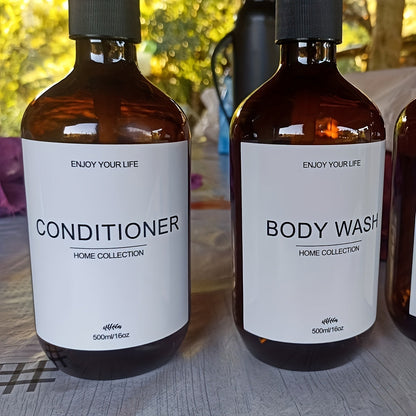 ENJOY YOUR LIFE
CONDITIONER
HOME COLLECTION
500ml/16oz
ENJOY YOUR LIFE
BODY WASH
HOME COLLECTION
500ml/16oz